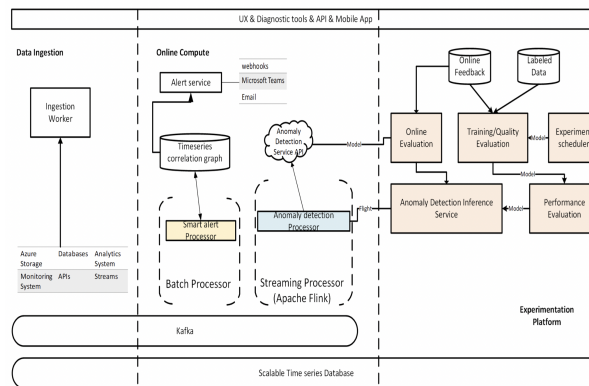 UX & Diagnostic tools & API & Mobile App
Data Ingestion
Online Compute
webhooks
Microsoft Teams
Email
Alert service
Ingestion
Worker
Timeseries
correlation graph
Anomaly
Detection
Service API
Online
Feedback
Labeled
Data
Online
Evaluation
Training/Quality
Evaluation
Experiment
scheduler
Model
Model
Model
Smart alert
Processor
Anomaly detection
Processor
Flight
Anomaly Detection Inference
Service
Model
Performance
Evaluation
Azure
Storage
Databases
Analytics
System
Monitoring
System
APIs
Streams
Batch Processor
Streaming Processor
(Apache Flink)
Experimentation
Platform
Kafka
Scalable Time series Database